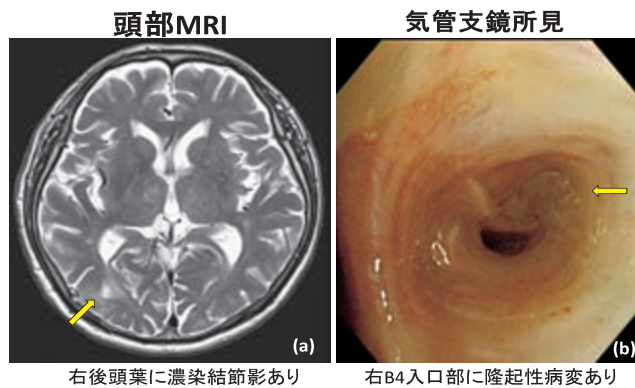 頭部MRI
気管支鏡所見
(a)
(b)
右後頭葉に濃染結節影あり
右B4入口部に隆起性病変あり